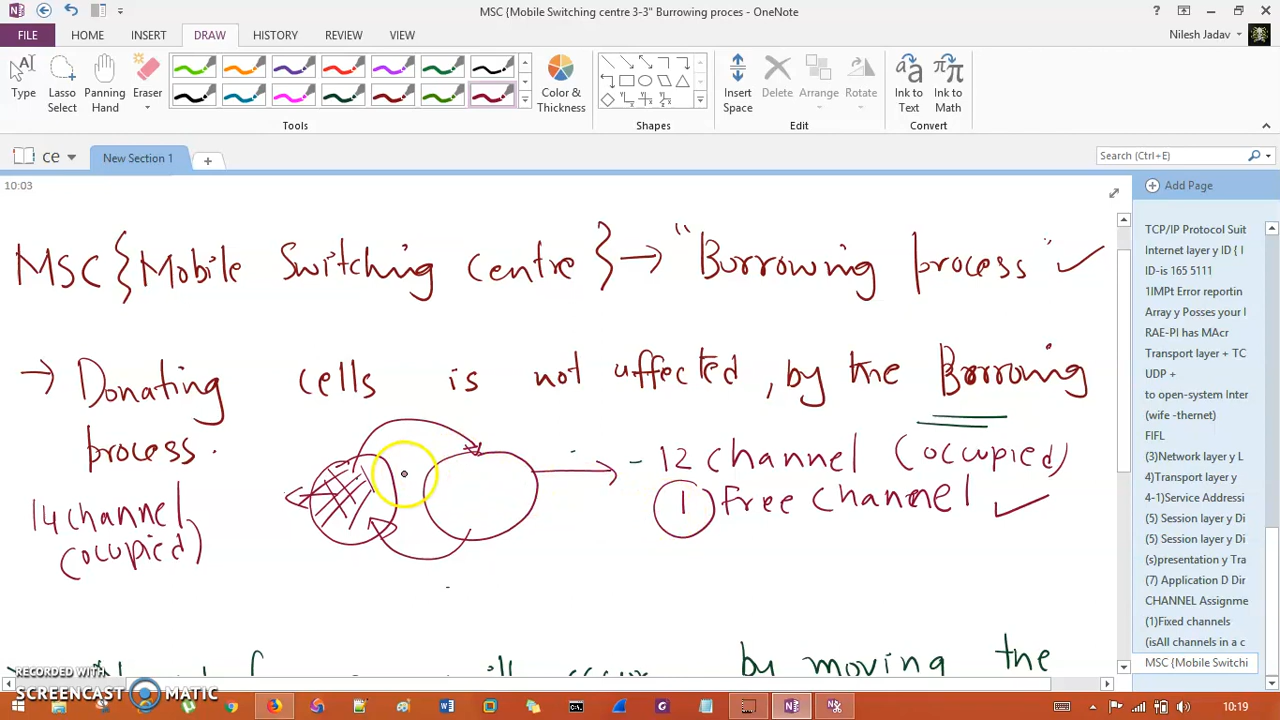 MSC {Mobile Switching centre 3-3" Burrowing proces - OneNote
FILE HOME INSERT DRAW HISTORY REVIEW VIEW
Nilesh Jadav
Type
Lasso Select
Panning Hand
Eraser
Color & Thickness
Insert Space
Delete
Arrange
Rotate
Ink to Text
Ink to Math
Tools
Shapes
Edit
Convert
ce
New Section 1
Search (Ctrl+E)
10:03
MSC {Mobile Switching centre } → "Borrowing process" ✓
→ Donating cells is not affected, by the Borrowing
process.
12 channel (occupied)
1 free channel ✓
14 channel
(occupied)
by moving the
Add Page
TCP/IP Protocol Suit
Internet layer y ID { I
ID-is 165 5111
1IMPt Error reportin
Array y Posses your I
RAE-PI has MAcr
Transport layer + TC
UDP +
to open-system Inter
(wife -thernet)
FIFL
(3)Network layer y L
4)Transport layer y
4-1)Service Addressi
(5) Session layer y Di
(5) Session layer y Di
(s)presentation y Tra
(7) Application D Dir
CHANNEL Assignme
(1)Fixed channels
(isAll channels in a c
MSC {Mobile Switchi
RECORDED WITH
SCREENCAST MATIC
10:19